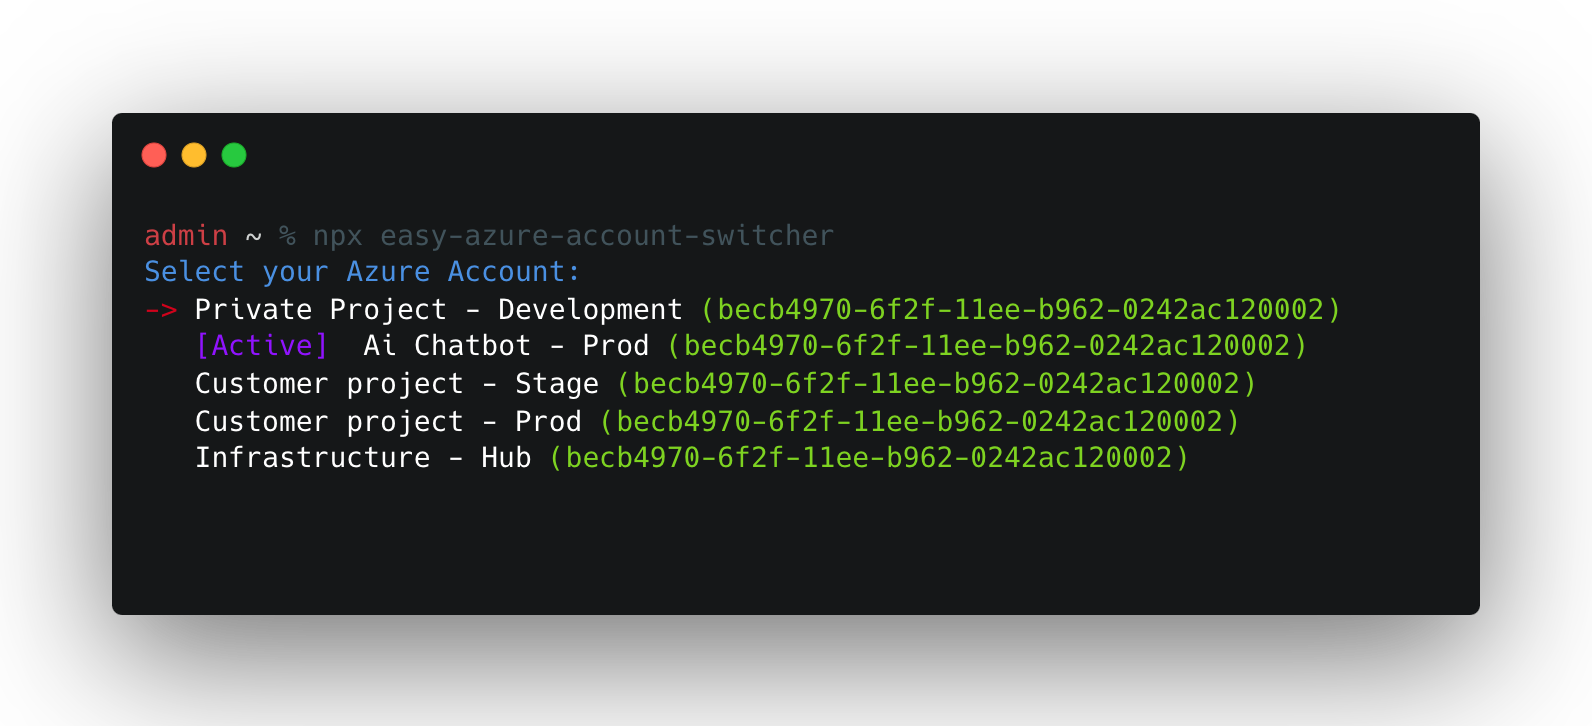 admin ~ % npx easy-azure-account-switcher
Select your Azure Account:
-> Private Project - Development (becb4970-6f2f-11ee-b962-0242ac120002)
[Active]  Ai Chatbot - Prod (becb4970-6f2f-11ee-b962-0242ac120002)
Customer project - Stage (becb4970-6f2f-11ee-b962-0242ac120002)
Customer project - Prod (becb4970-6f2f-11ee-b962-0242ac120002)
Infrastructure - Hub (becb4970-6f2f-11ee-b962-0242ac120002)